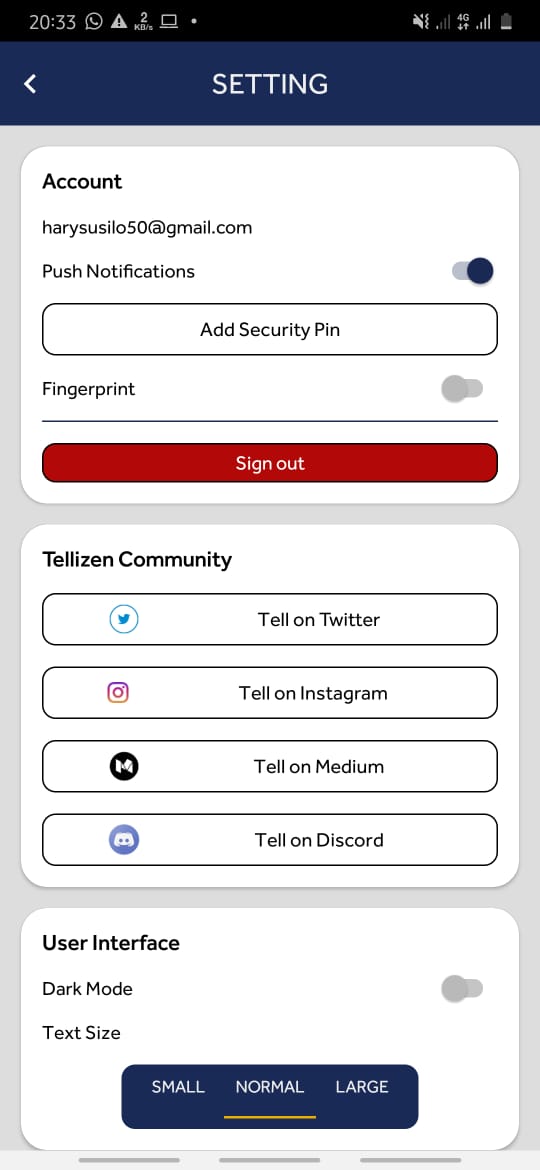 20:33 2 KB/s 4G
SETTING
Account
harysusilo50@gmail.com
Push Notifications
Add Security Pin
Fingerprint
Sign out
Tellizen Community
Tell on Twitter
Tell on Instagram
Tell on Medium
Tell on Discord
User Interface
Dark Mode
Text Size
SMALL NORMAL LARGE